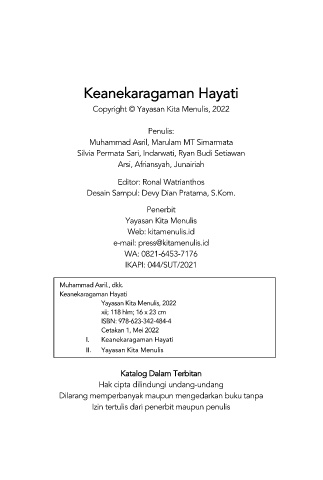 Keanekaragaman Hayati
Copyright © Yayasan Kita Menulis, 2022
Penulis:
Muhammad Asril, Marulam MT Simarmata
Silvia Permata Sari, Indarwati, Ryan Budi Setiawan
Arsi, Afriansyah, Junairiah
Editor: Ronal Watrianthos
Desain Sampul: Devy Dian Pratama, S.Kom.
Penerbit
Yayasan Kita Menulis
Web: kitamenulis.id
e-mail: press@kitamenulis.id
WA: 0821-6453-7176
IKAPI: 044/SUT/2021
Muhammad Asril., dkk.
Keanekaragaman Hayati
Yayasan Kita Menulis, 2022
xii; 118 hlm; 16 x 23 cm
ISBN: 978-623-342-484-4
Cetakan 1, Mei 2022
I. Keanekaragaman Hayati
II. Yayasan Kita Menulis
Katalog Dalam Terbitan
Hak cipta dilindungi undang-undang
Dilarang memperbanyak maupun mengedarkan buku tanpa
Izin tertulis dari penerbit maupun penulis